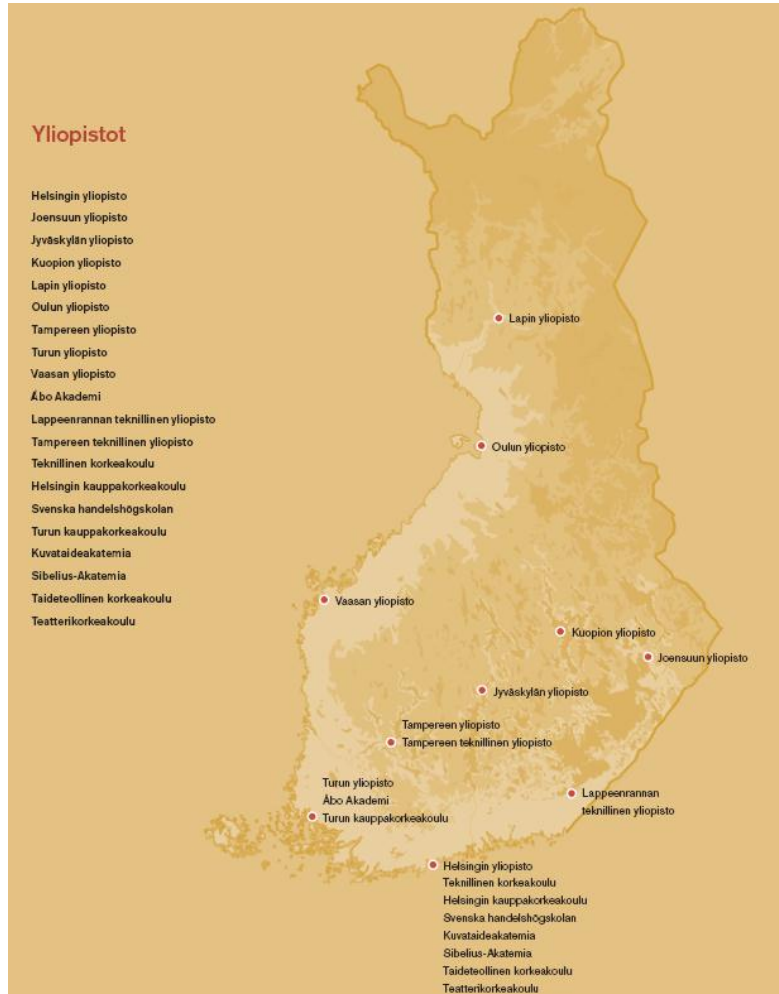 Yliopistot
Helsingin yliopisto
Joensuun yliopisto
Jyväskylän yliopisto
Kuopion yliopisto
Lapin yliopisto
Oulun yliopisto
Tampereen yliopisto
Turun yliopisto
Vaasan yliopisto
Åbo Akademi
Lappeenrannan teknillinen yliopisto
Tampereen teknillinen yliopisto
Teknillinen korkeakoulu
Helsingin kauppakorkeakoulu
Svenska handelshögskolan
Turun kauppakorkeakoulu
Kuvataideakatemia
Sibelius-Akatemia
Taideteollinen korkeakoulu
Teatterikorkeakoulu
Lapin yliopisto
Oulun yliopisto
Vaasan yliopisto
Kuopion yliopisto
Joensuun yliopisto
Jyväskylän yliopisto
Tampereen yliopisto
Tampereen teknillinen yliopisto
Turun yliopisto
Åbo Akademi
Turun kauppakorkeakoulu
Lappeenrannan
teknillinen yliopisto
Helsingin yliopisto
Teknillinen korkeakoulu
Helsingin kauppakorkeakoulu
Svenska handelshögskolan
Kuvataideakatemia
Sibelius-Akatemia
Taideteollinen korkeakoulu
Teatterikorkeakoulu